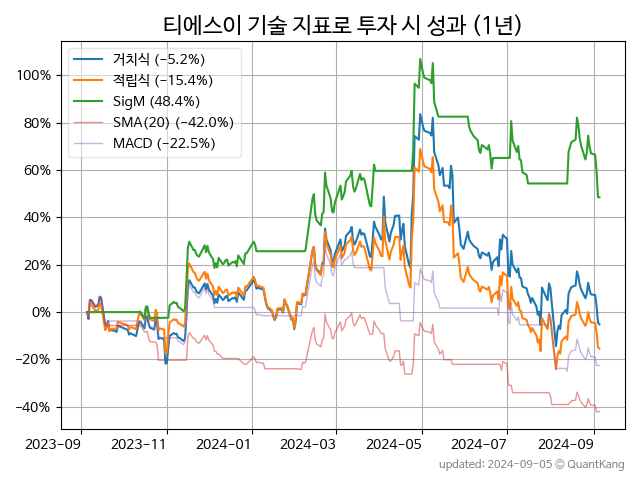 티에스이 기술 지표로 투자 시 성과 (1년)
거치식 (−5.2%)
적립식 (−15.4%)
SigM (48.4%)
SMA(20) (−42.0%)
MACD (−22.5%)
100%
80%
60%
40%
20%
0%
−20%
−40%
2023−09 2023−11 2024−01 2024−03 2024−05 2024−07 2024−09
updated: 2024−09−05 © QuantKang